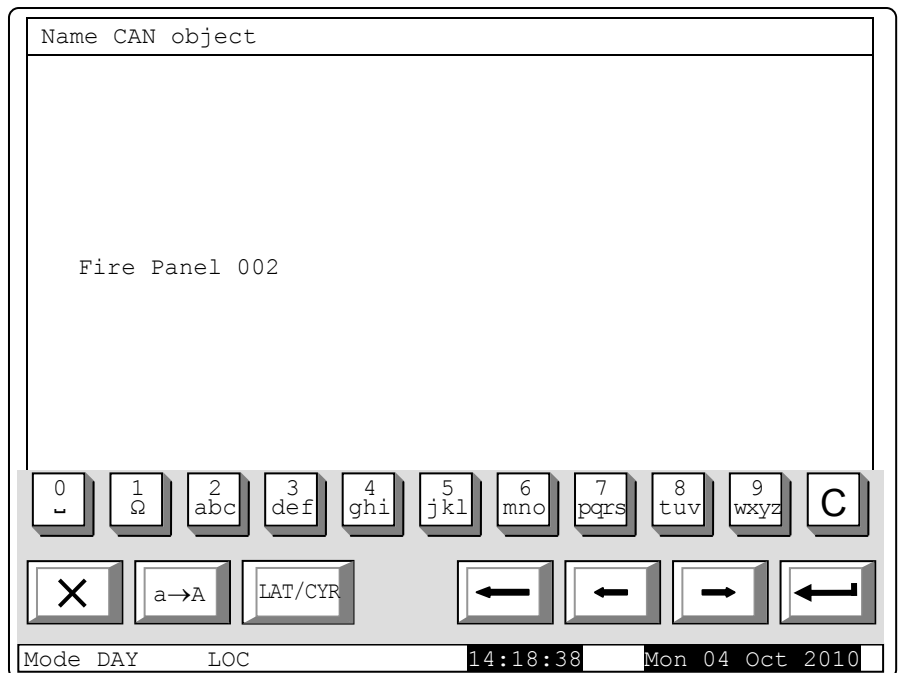 Name CAN object
Fire Panel 002
0 1 2 3 4 5 6 7 8 9 C
␣ Ω abc def ghi jkl mno pqrs tuv wxyz
a→A LAT/CYR
Mode DAY LOC 14:18:38 Mon 04 Oct 2010